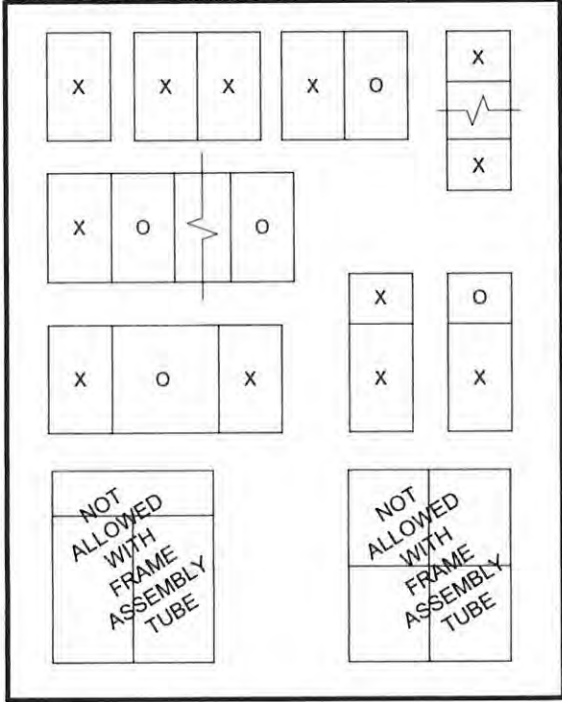 X
X X
X O
X
X
X O O
X
X
O
X
X O X
NOT
ALLOWED
WITH
FRAME
ASSEMBLY
TUBE
NOT
ALLOWED
WITH
FRAME
ASSEMBLY
TUBE